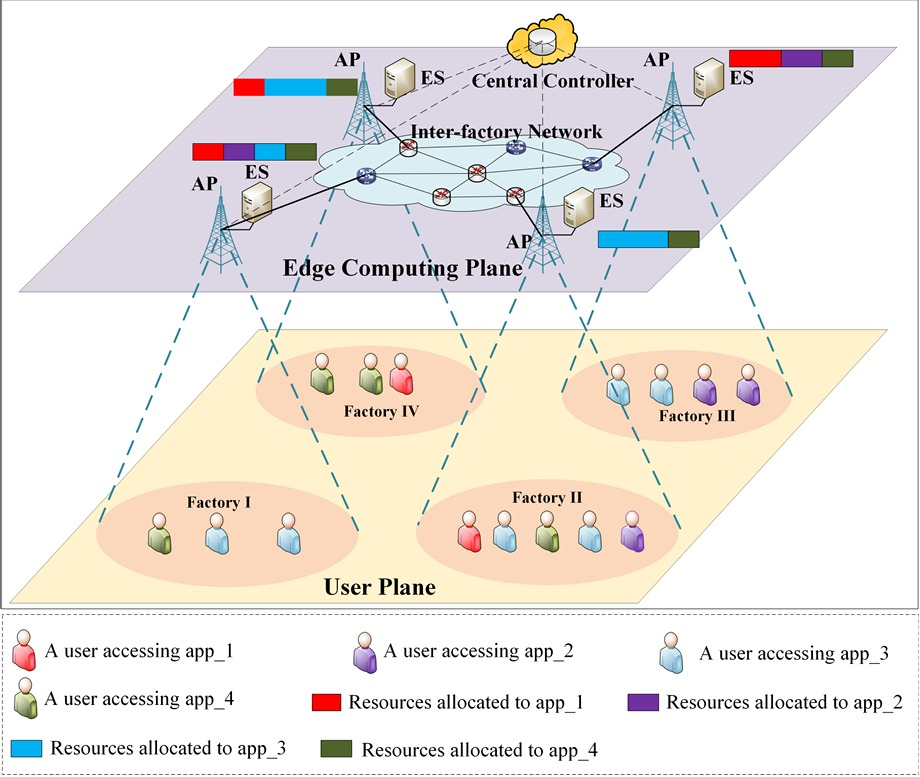 AP
ES
Central Controller
AP
ES
Inter-factory Network
ES
AP
ES
AP
Edge Computing Plane
Factory IV
Factory III
Factory I
Factory II
User Plane
A user accessing app_1
A user accessing app_2
A user accessing app_3
A user accessing app_4
Resources allocated to app_1
Resources allocated to app_2
Resources allocated to app_3
Resources allocated to app_4